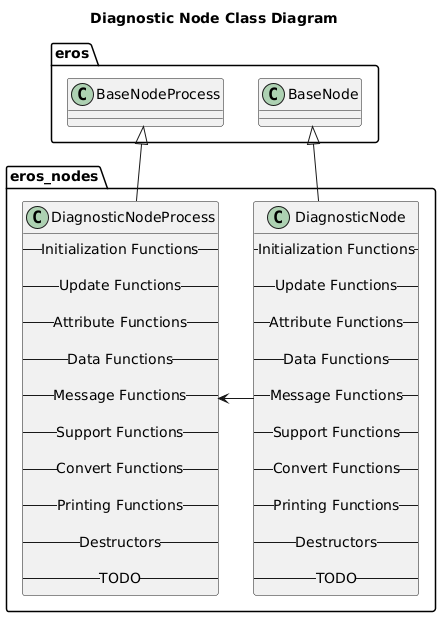 Diagnostic Node Class Diagram
eros
C BaseNodeProcess
C BaseNode
eros_nodes
C DiagnosticNodeProcess
Initialization Functions
Update Functions
Attribute Functions
Data Functions
Message Functions
Support Functions
Convert Functions
Printing Functions
Destructors
TODO
C DiagnosticNode
Initialization Functions
Update Functions
Attribute Functions
Data Functions
Message Functions
Support Functions
Convert Functions
Printing Functions
Destructors
TODO